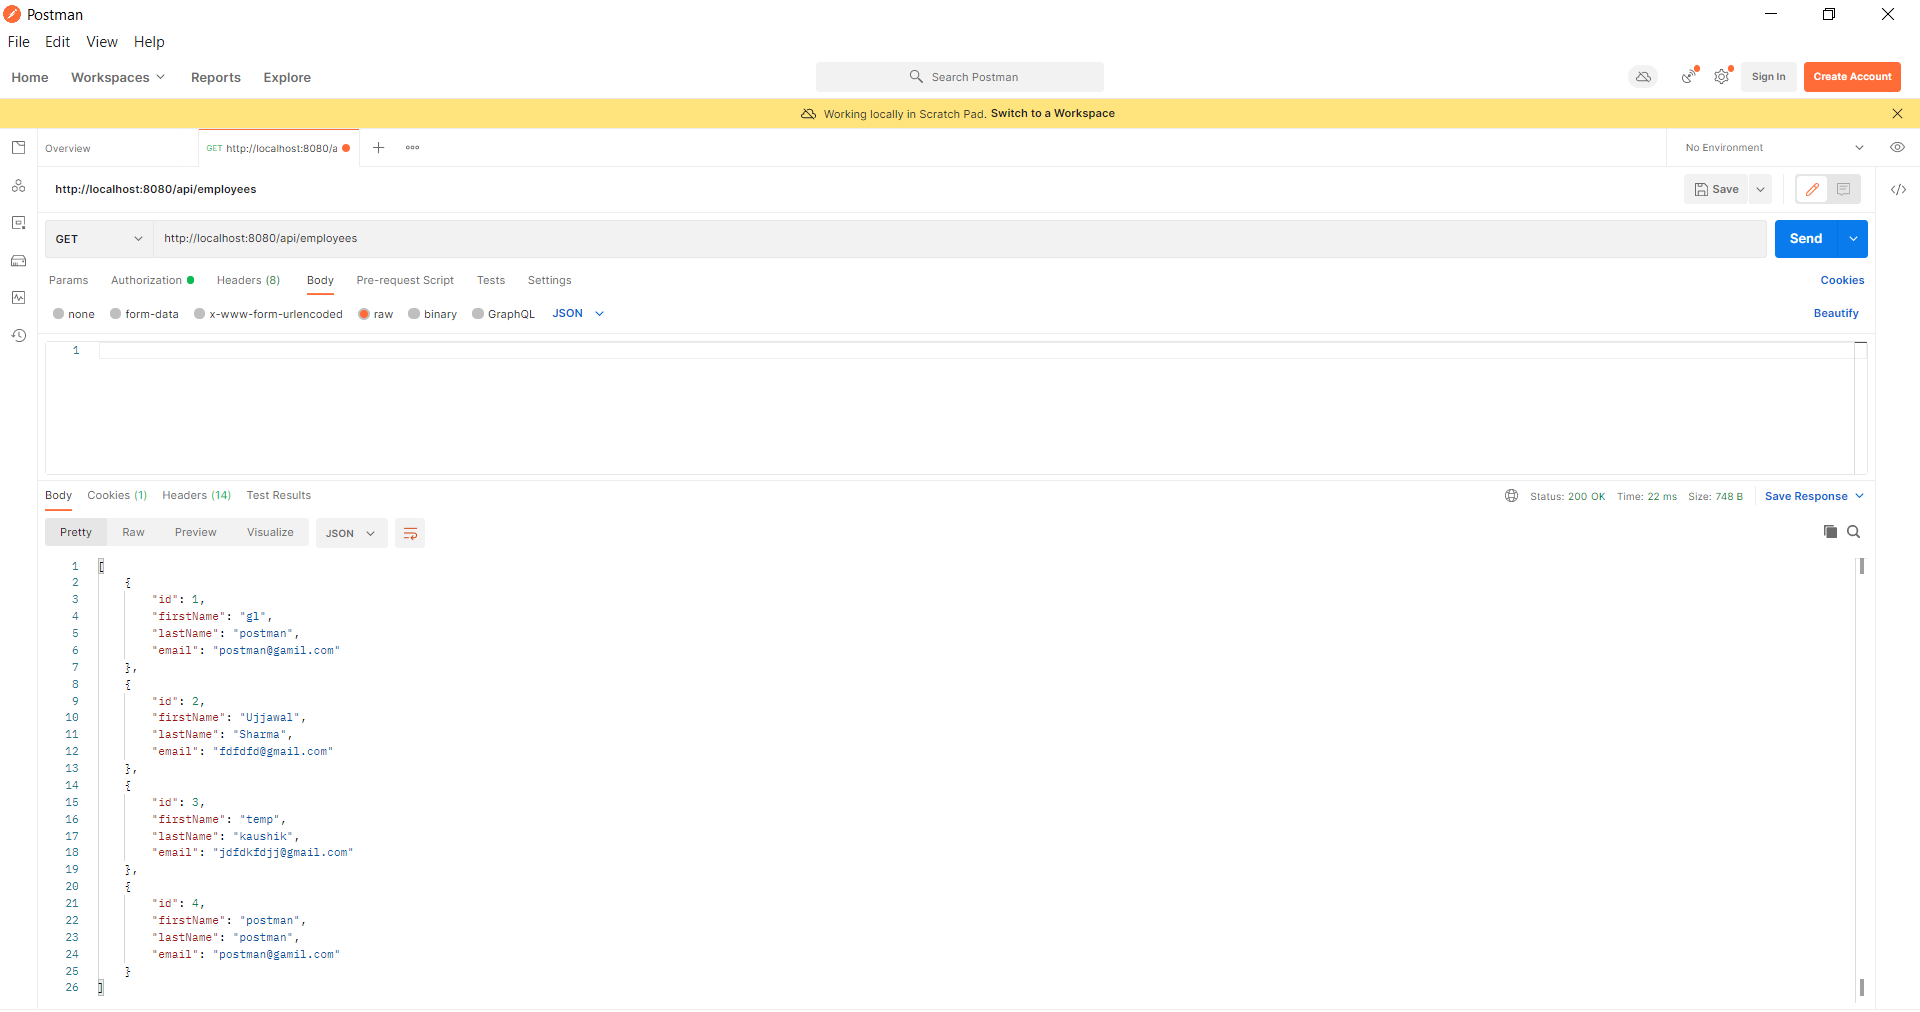 Postman
File Edit View Help
Home Workspaces Reports Explore Search Postman Sign In Create Account
Working locally in Scratch Pad. Switch to a Workspace
Overview GET http://localhost:8080/a No Environment
http://localhost:8080/api/employees Save
GET http://localhost:8080/api/employees Send
Params Authorization Headers (8) Body Pre-request Script Tests Settings Cookies
none form-data x-www-form-urlencoded raw binary GraphQL JSON Beautify
1
Body Cookies (1) Headers (14) Test Results Status: 200 OK Time: 22 ms Size: 748 B Save Response
Pretty Raw Preview Visualize JSON
1 [
2 {
3 "id": 1,
4 "firstName": "gl",
5 "lastName": "postman",
6 "email": "postman@gamil.com"
7 },
8 {
9 "id": 2,
10 "firstName": "Ujjawal",
11 "lastName": "Sharma",
12 "email": "fdfdfd@gmail.com"
13 },
14 {
15 "id": 3,
16 "firstName": "temp",
17 "lastName": "kaushik",
18 "email": "jdfdkfdjj@gmail.com"
19 },
20 {
21 "id": 4,
22 "firstName": "postman",
23 "lastName": "postman",
24 "email": "postman@gamil.com"
25 }
26 ]